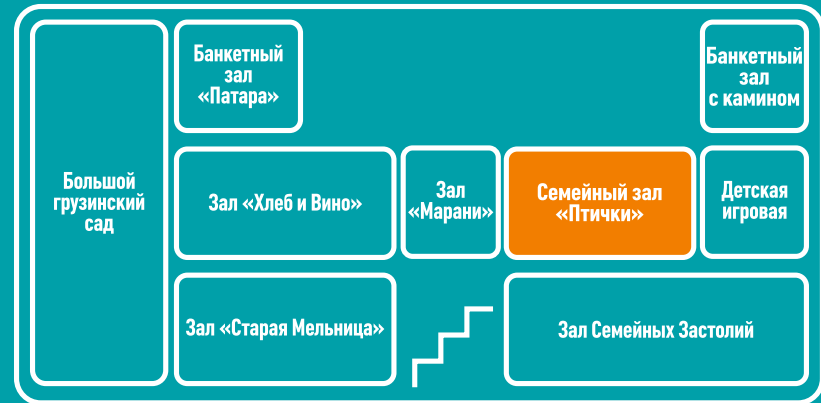 Большой
грузинский
сад
Банкетный
зал
«Патара»
Банкетный
зал
с камином
Зал «Хлеб и Вино»
Зал
«Марани»
Семейный зал
«Птички»
Детская
игровая
Зал «Старая Мельница»
Зал Семейных Застолий